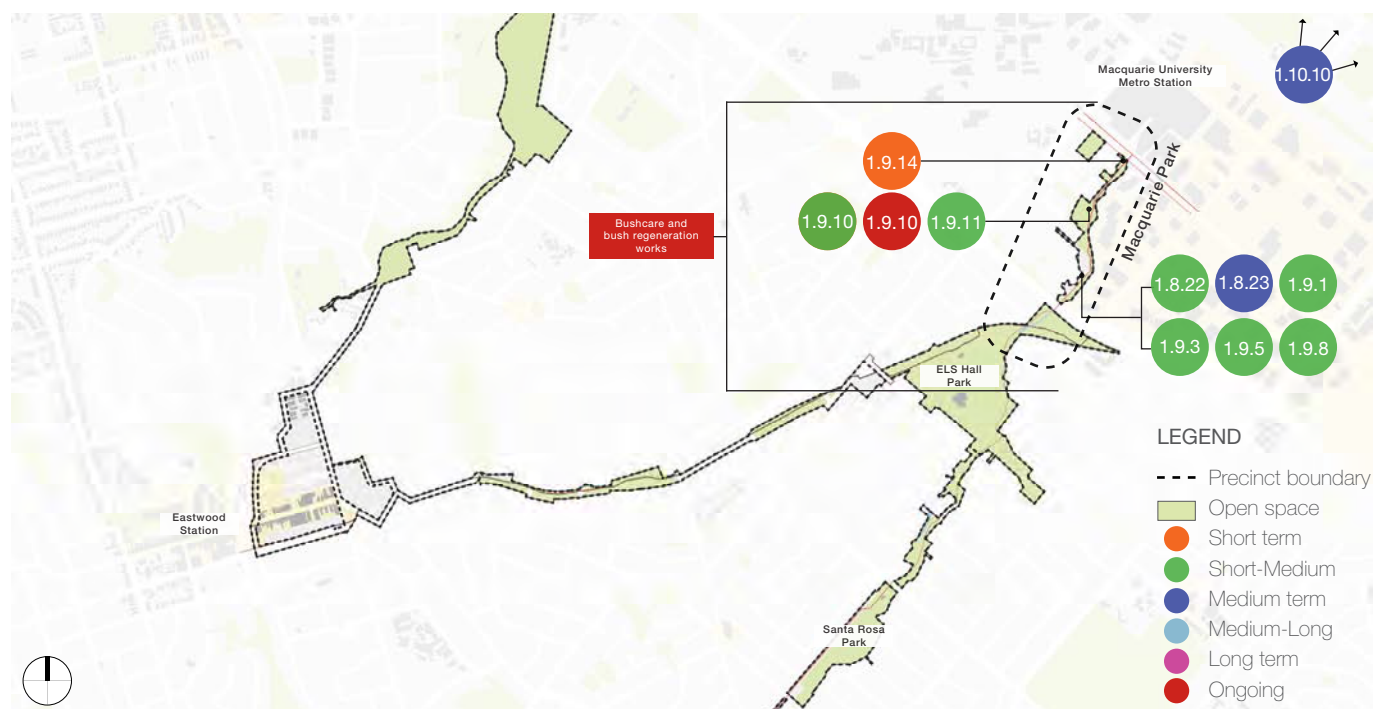 Macquarie University
Metro Station
1.10.10
1.9.14
1.9.10
1.9.10
1.9.11
Bushcare and
bush regeneration
works
Macquarie Park
1.8.22
1.8.23
1.9.1
1.9.3
1.9.5
1.9.8
ELS Hall
Park
Eastwood
Station
Santa Rosa
Park
LEGEND
Precinct boundary
Open space
Short term
Short-Medium
Medium term
Medium-Long
Long term
Ongoing